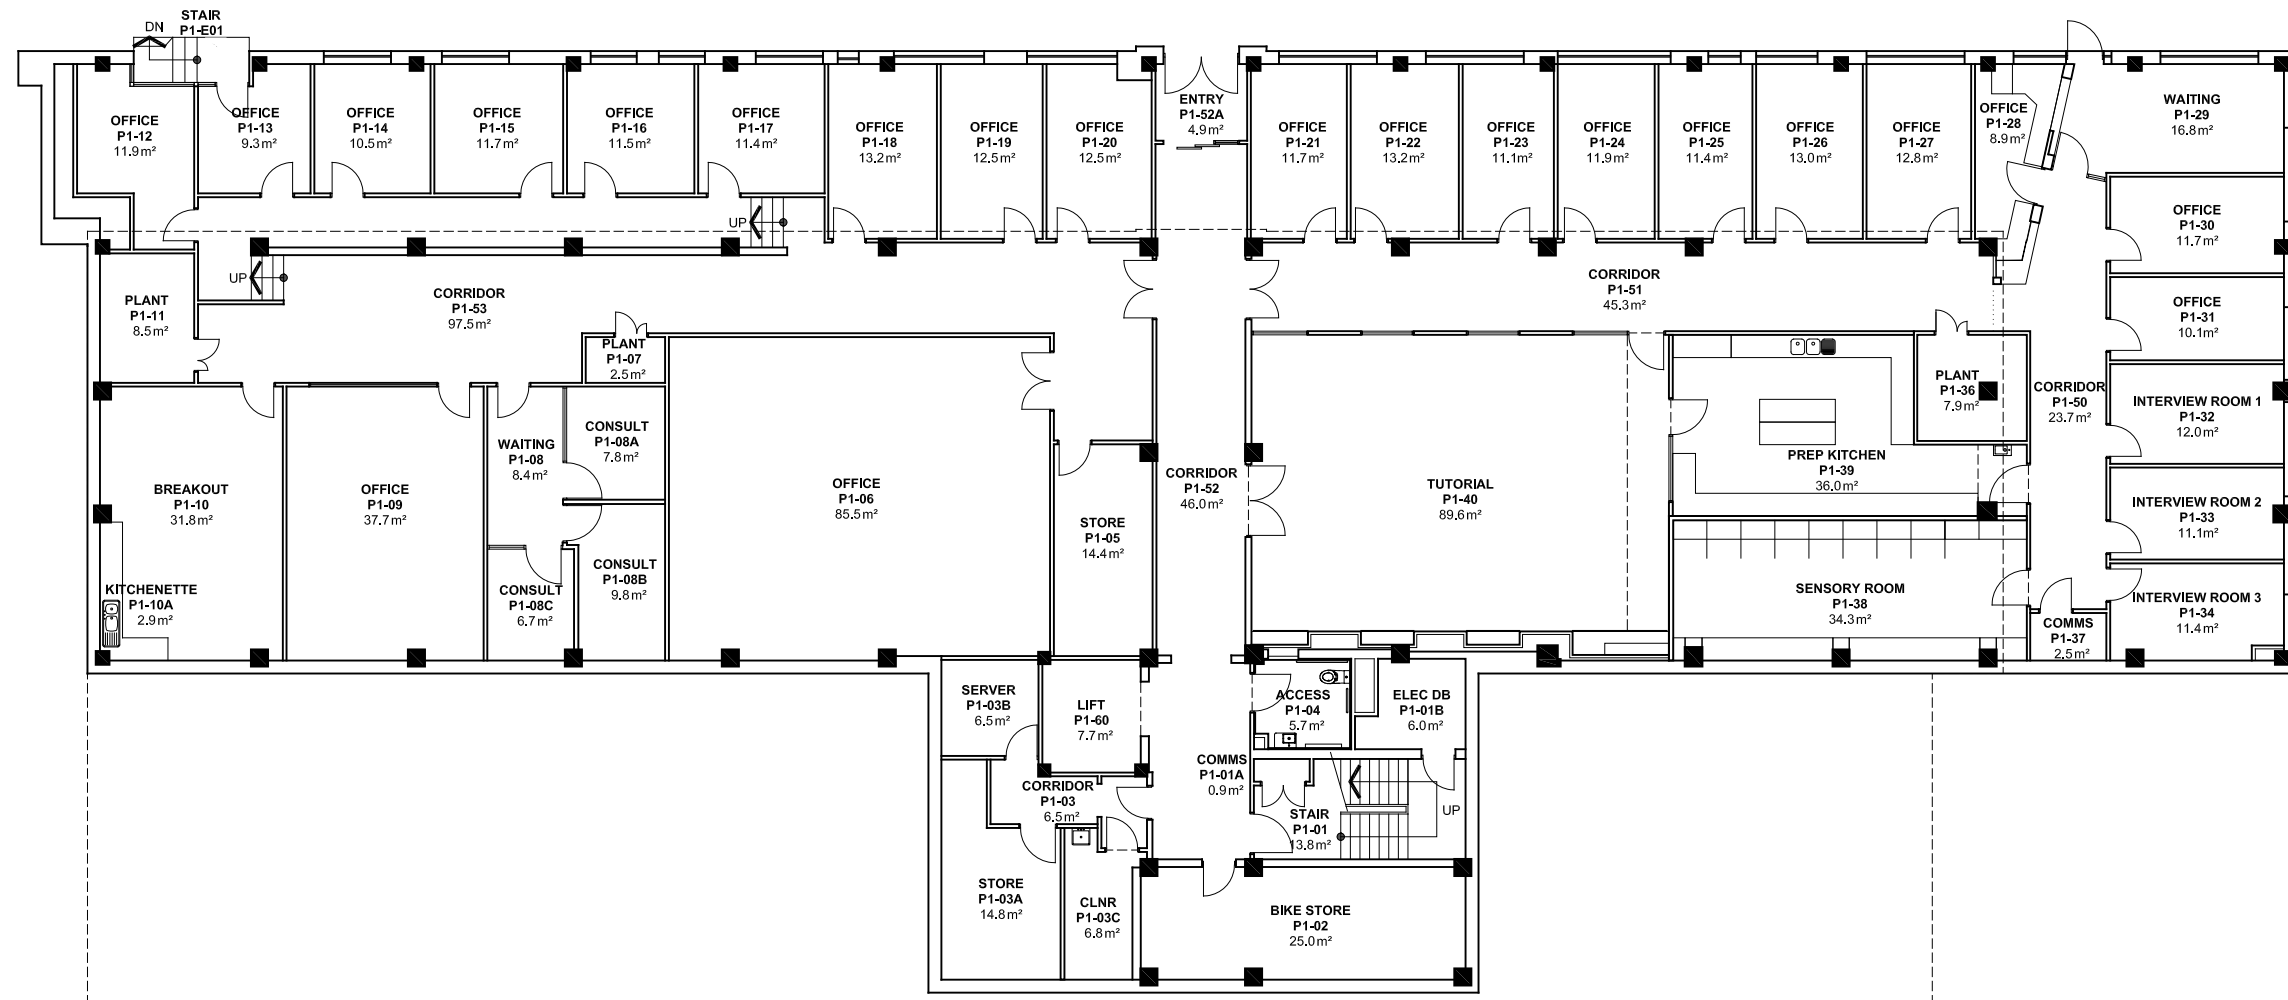 DN
STAIR
P1-E01
OFFICE
P1-12
11.9m²
OFFICE
P1-13
9.3m²
OFFICE
P1-14
10.5m²
OFFICE
P1-15
11.7m²
OFFICE
P1-16
11.5m²
OFFICE
P1-17
11.4m²
OFFICE
P1-18
13.2m²
OFFICE
P1-19
12.5m²
OFFICE
P1-20
12.5m²
ENTRY
P1-52A
4.9m²
OFFICE
P1-21
11.7m²
OFFICE
P1-22
13.2m²
OFFICE
P1-23
11.1m²
OFFICE
P1-24
11.9m²
OFFICE
P1-25
11.4m²
OFFICE
P1-26
13.0m²
OFFICE
P1-27
12.8m²
OFFICE
P1-28
8.9m²
WAITING
P1-29
16.8m²
UP
UP
OFFICE
P1-30
11.7m²
PLANT
P1-11
8.5m²
CORRIDOR
P1-53
97.5m²
CORRIDOR
P1-51
45.3m²
OFFICE
P1-31
10.1m²
PLANT
P1-07
2.5m²
PLANT
P1-36
7.9m²
CORRIDOR
P1-50
23.7m²
INTERVIEW ROOM 1
P1-32
12.0m²
CONSULT
P1-08A
7.8m²
WAITING
P1-08
8.4m²
BREAKOUT
P1-10
31.8m²
OFFICE
P1-09
37.7m²
OFFICE
P1-06
85.5m²
CORRIDOR
P1-52
46.0m²
TUTORIAL
P1-40
89.6m²
PREP KITCHEN
P1-39
36.0m²
INTERVIEW ROOM 2
P1-33
11.1m²
STORE
P1-05
14.4m²
KITCHENETTE
P1-10A
2.9m²
CONSULT
P1-08C
6.7m²
CONSULT
P1-08B
9.8m²
SENSORY ROOM
P1-38
34.3m²
COMMS
P1-37
2.5m²
INTERVIEW ROOM 3
P1-34
11.4m²
SERVER
P1-03B
6.5m²
LIFT
P1-60
7.7m²
ACCESS
P1-04
5.7m²
ELEC DB
P1-01B
6.0m²
CORRIDOR
P1-03
6.5m²
COMMS
P1-01A
0.9m²
STAIR
P1-01
13.8m²
UP
STORE
P1-03A
14.8m²
CLNR
P1-03C
6.8m²
BIKE STORE
P1-02
25.0m²